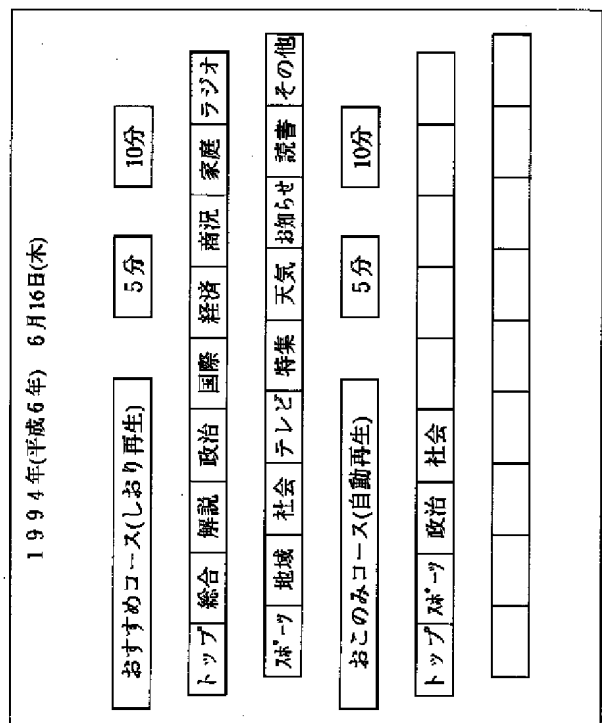 1994年(平成6年) 6月16日(木)
おすすめコース(しおり再生) 5分 10分
トップ 総合 解説 政治 国際 経済 商況 家庭 ラジオ
スポーツ 地域 社会 テレビ 特集 天気 お知らせ 読書 その他
おこのみコース(自動再生) 5分 10分
トップ スポーツ 政治 社会